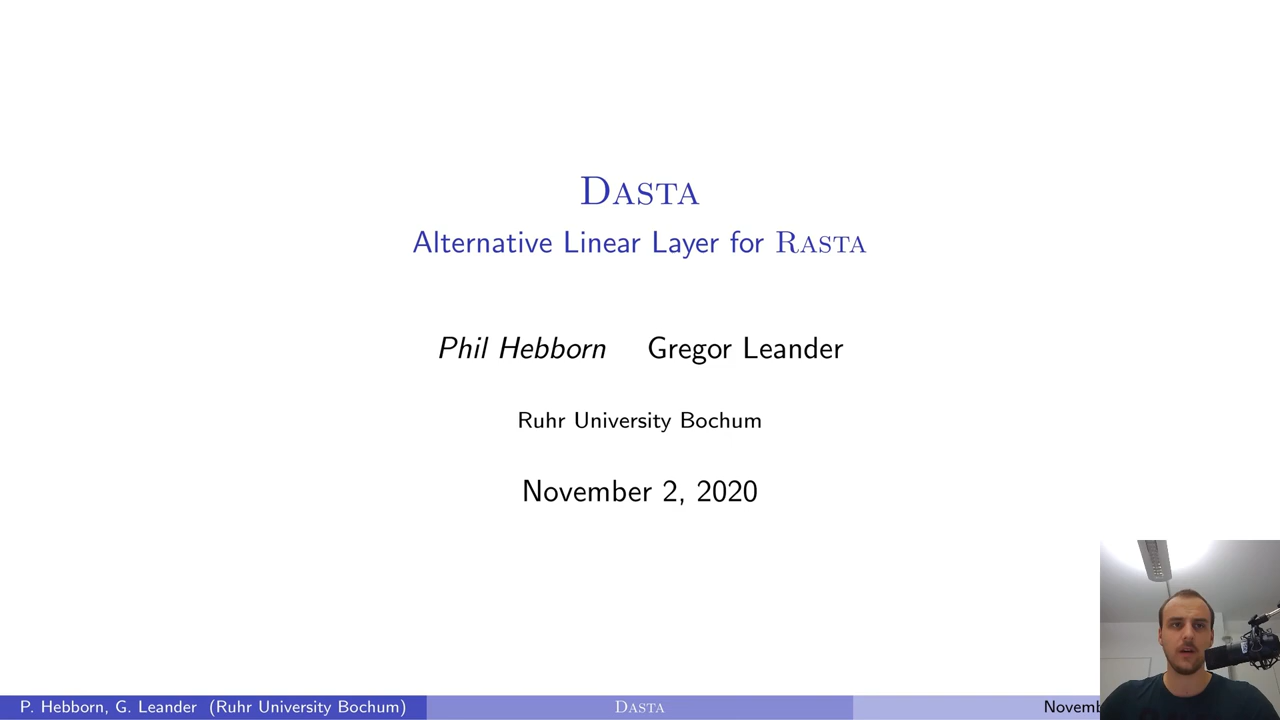 DASTA
Alternative Linear Layer for RASTA
Phil Hebborn Gregor Leander
Ruhr University Bochum
November 2, 2020
P. Hebborn, G. Leander (Ruhr University Bochum) DASTA